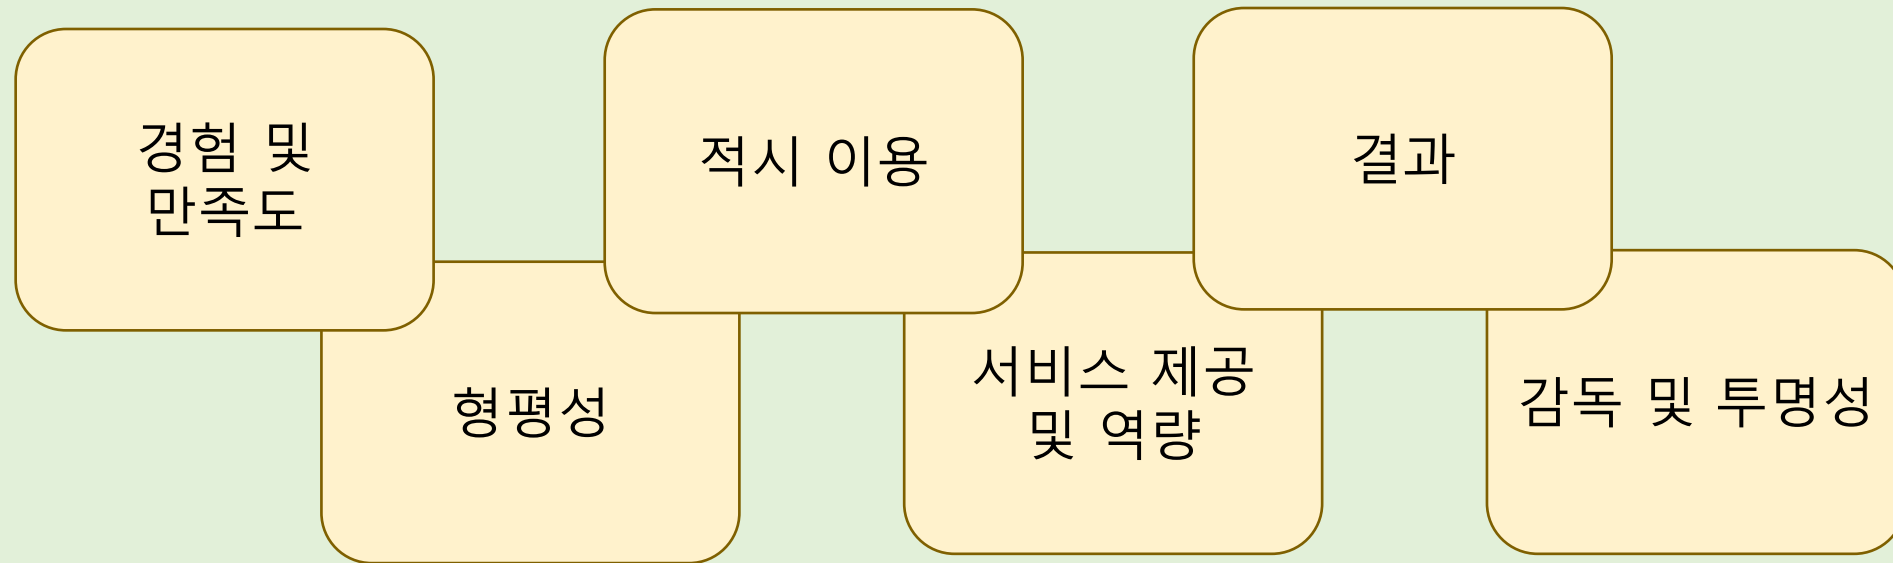 경험 및
만족도
형평성
적시 이용
서비스 제공
및 역량
결과
감독 및 투명성